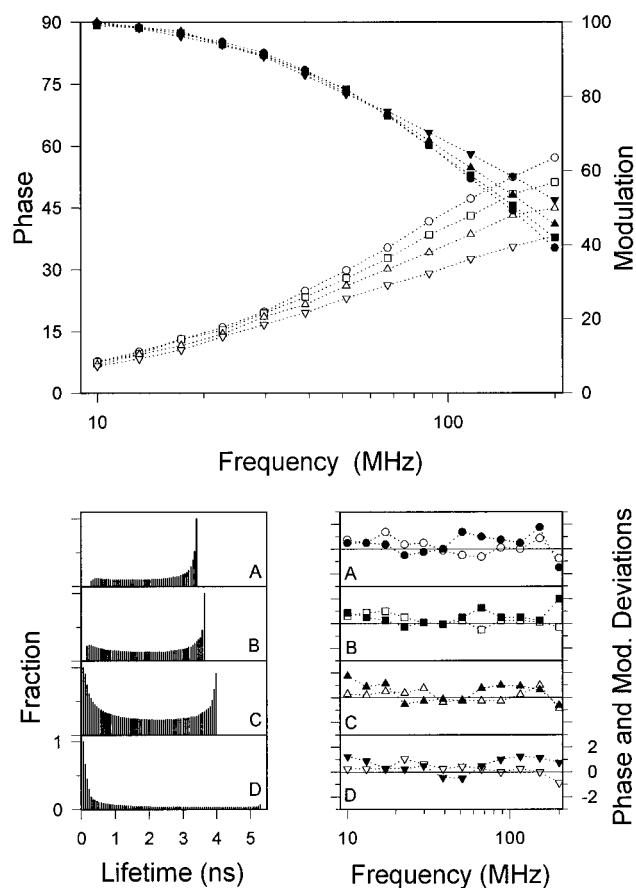 90
75
60
45
30
15
0
Phase
100
80
60
40
20
0
Modulation
10
100
Frequency (MHz)
A
B
C
D
Fraction
1
0
0 1 2 3 4 5
Lifetime (ns)
A
B
C
D
2
0
-2
Phase and Mod. Deviations
10
100
Frequency (MHz)